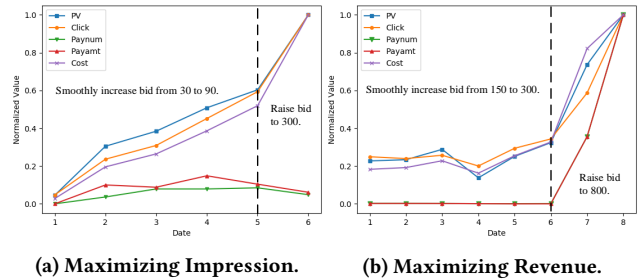 PV
Click
Paynum
Payamt
Cost
Smoothly increase bid from 30 to 90.
Raise bid
to 300.
Normalized Value
0.0
0.2
0.4
0.6
0.8
1.0
1 2 3 4 5 6
Date
(a) Maximizing Impression.
PV
Click
Paynum
Payamt
Cost
Smoothly increase bid from 150 to 300.
Raise bid
to 800.
Normalized Value
0.0
0.2
0.4
0.6
0.8
1.0
1 2 3 4 5 6 7 8
Date
(b) Maximizing Revenue.